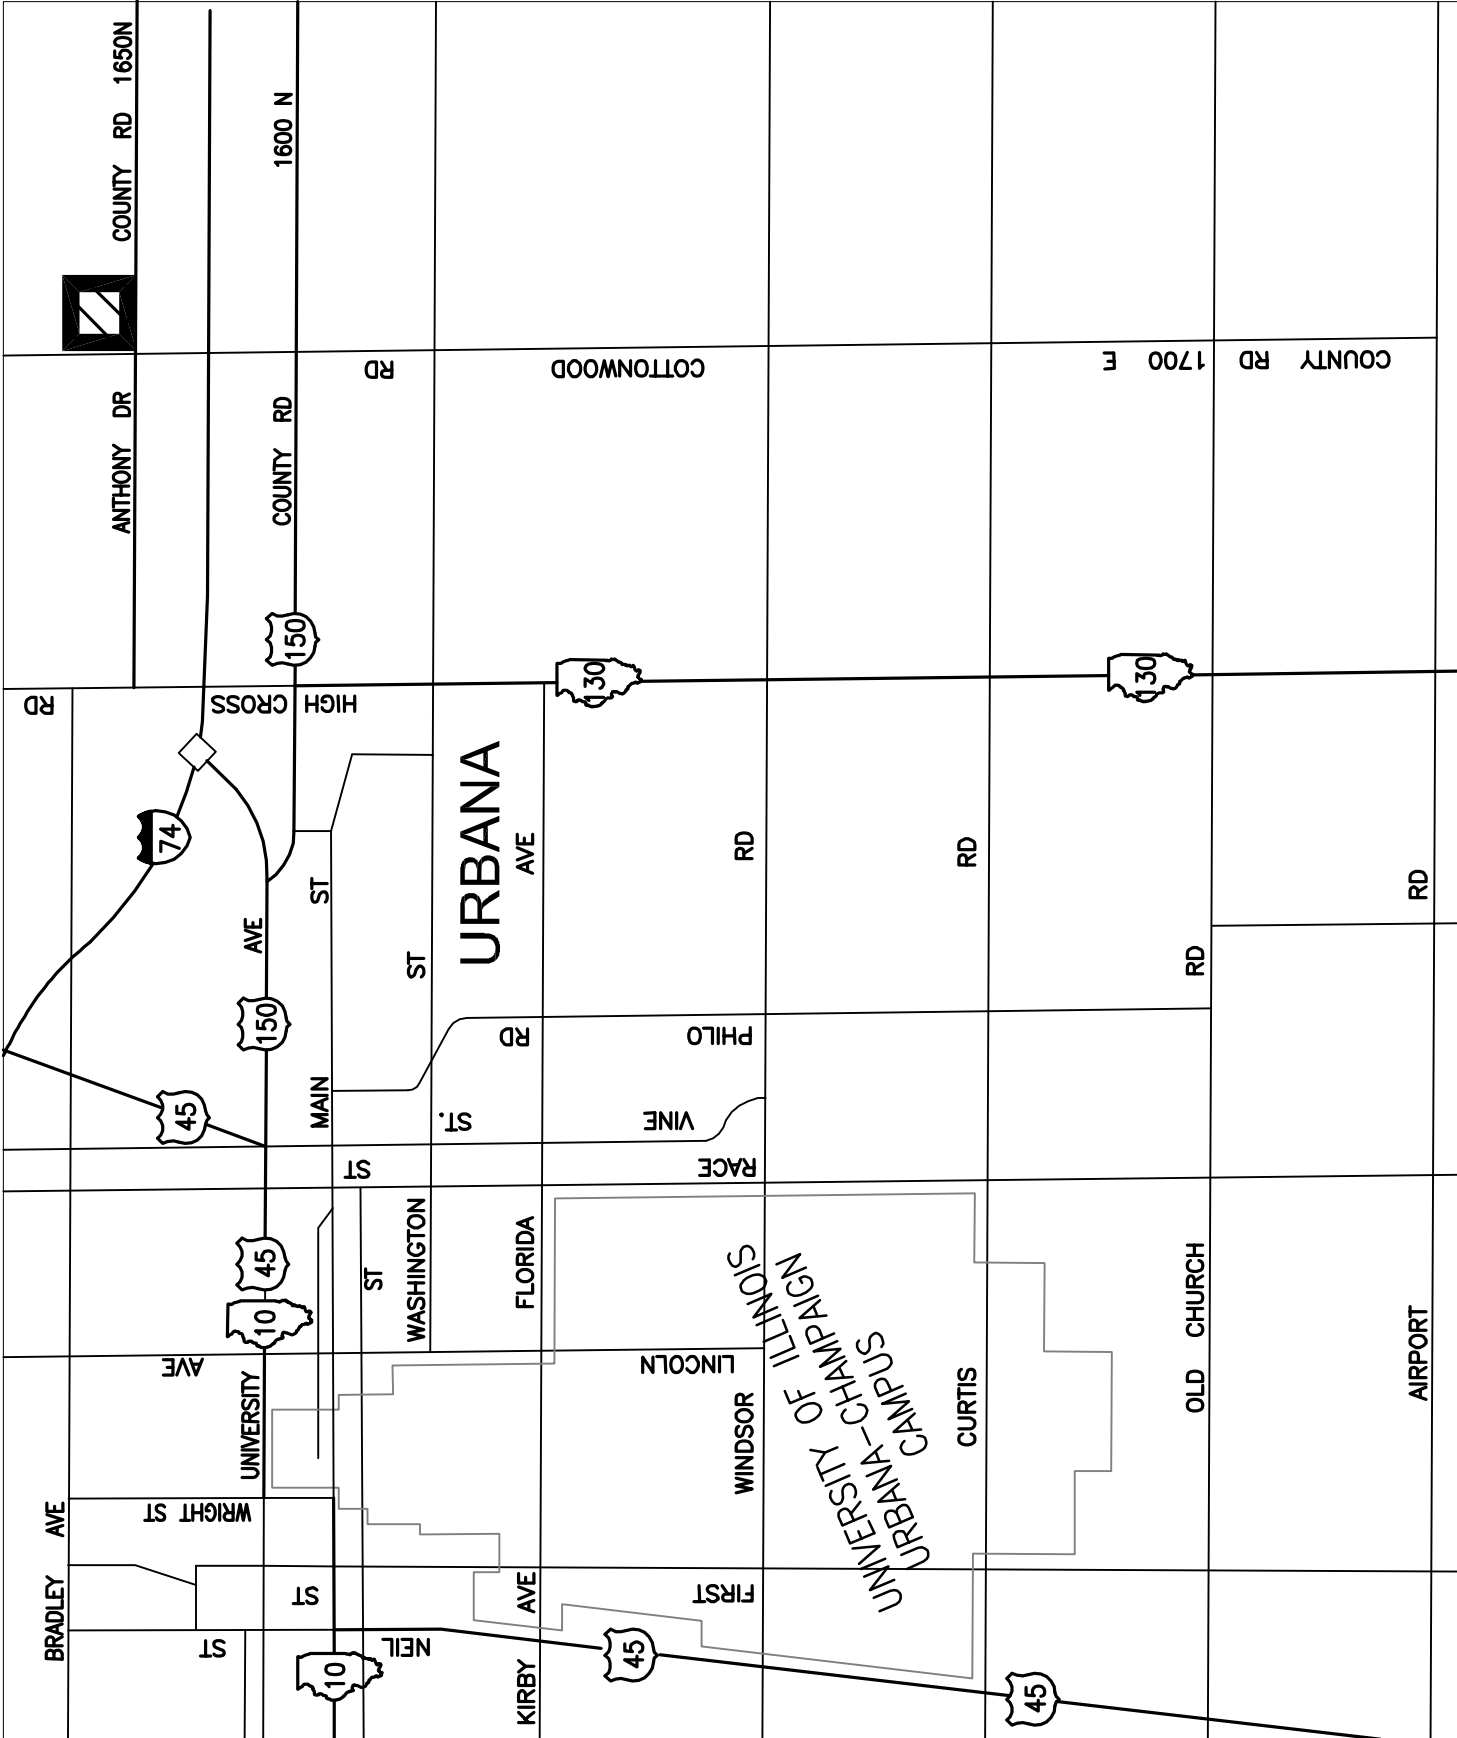 COUNTY RD 1650N
1600 N
ANTHONY DR
COUNTY RD
COTTONWOOD RD
COUNTY RD 1700 E
150
130
130
HIGH CROSS RD
74
URBANA
AVE
RD
RD
RD
ST
AVE
ST
RD
150
PHILO RD
MAIN
45
VINE ST.
RACE ST
WASHINGTON
FLORIDA
ST
45
10
UNIVERSITY OF ILLINOIS
URBANA-CHAMPAIGN
CAMPUS
CHURCH
OLD
AIRPORT
LINCOLN AVE
UNIVERSITY
WINDSOR
CURTIS
WRIGHT ST
BRADLEY AVE
FIRST ST
AVE
KIRBY
NEIL ST
10
45
45